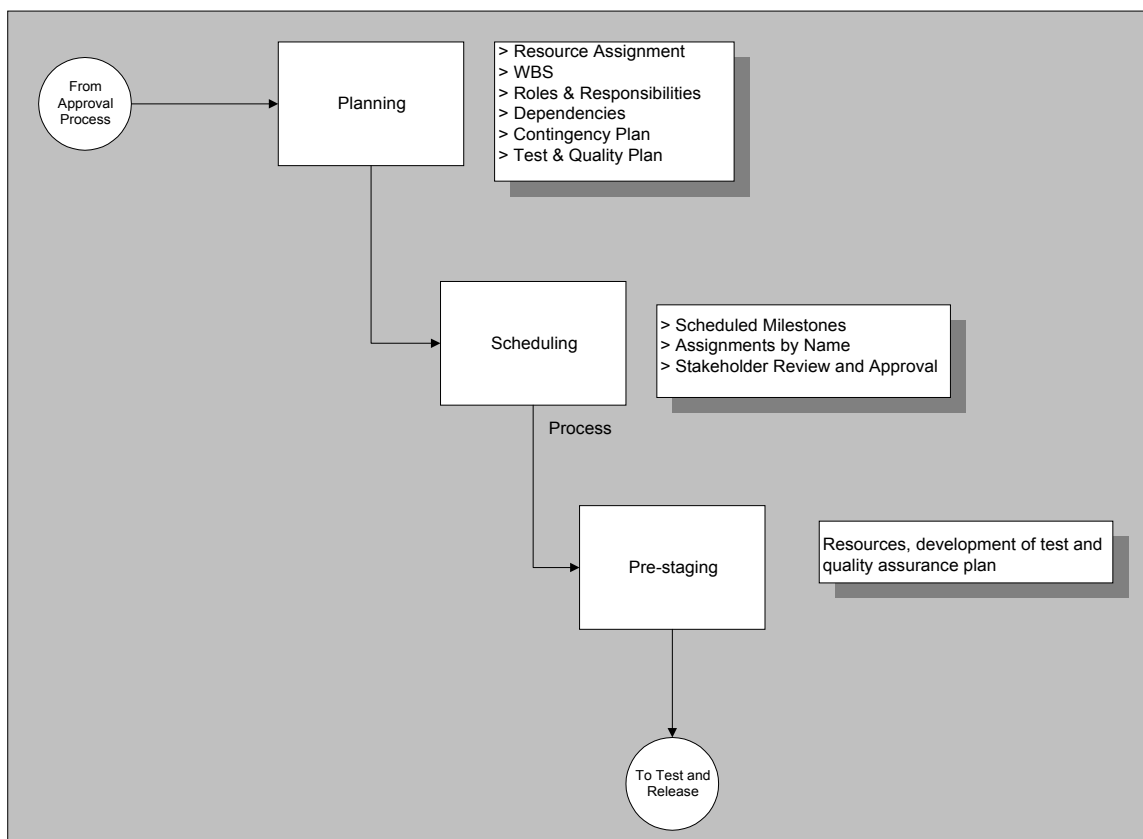 From
Approval
Process
Planning
> Resource Assignment
> WBS
> Roles & Responsibilities
> Dependencies
> Contingency Plan
> Test & Quality Plan
Scheduling
> Scheduled Milestones
> Assignments by Name
> Stakeholder Review and Approval
Process
Pre-staging
Resources, development of test and
quality assurance plan
To Test and
Release